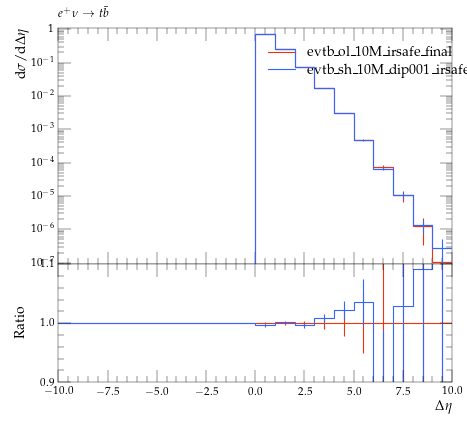 e⁺ν → tb̄
dσ/dΔη
evtb_ol_10M_irsafe_final
evtb_sh_10M_dip001_irsafe
1
10⁻¹
10⁻²
10⁻³
10⁻⁴
10⁻⁵
10⁻⁶
10⁻⁷
Ratio
1.1
1.0
0.9
−10.0 −7.5 −5.0 −2.5 0.0 2.5 5.0 7.5 10.0
Δη